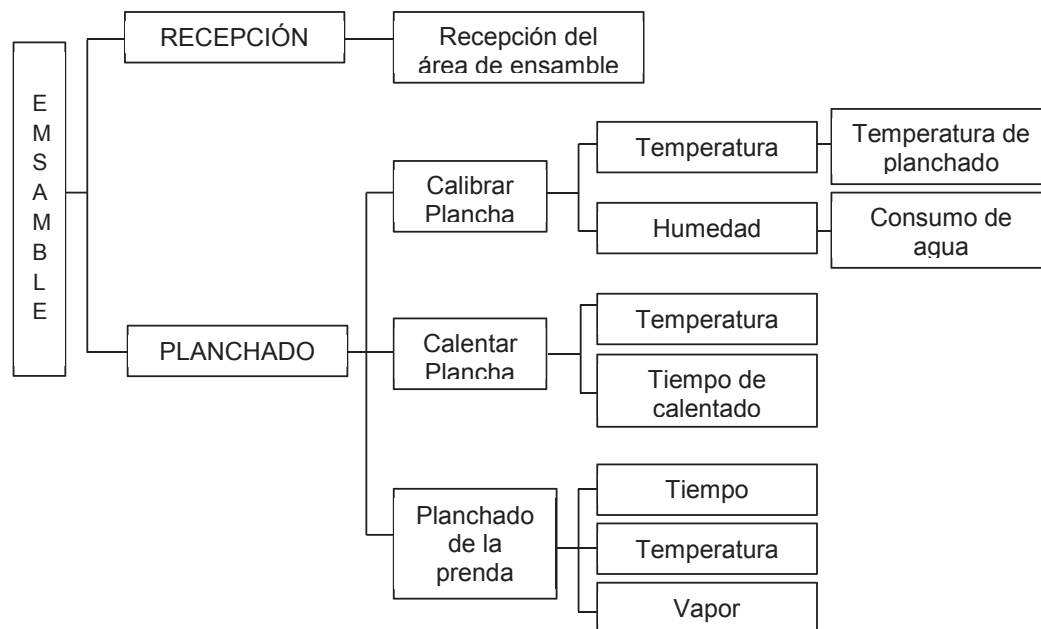 EMSAMBLE
RECEPCIÓN
Recepción del
área de ensamble
PLANCHADO
Calibrar
Plancha
Temperatura
Temperatura de
planchado
Humedad
Consumo de
agua
Calentar
Plancha
Temperatura
Tiempo de
calentado
Planchado
de la
prenda
Tiempo
Temperatura
Vapor